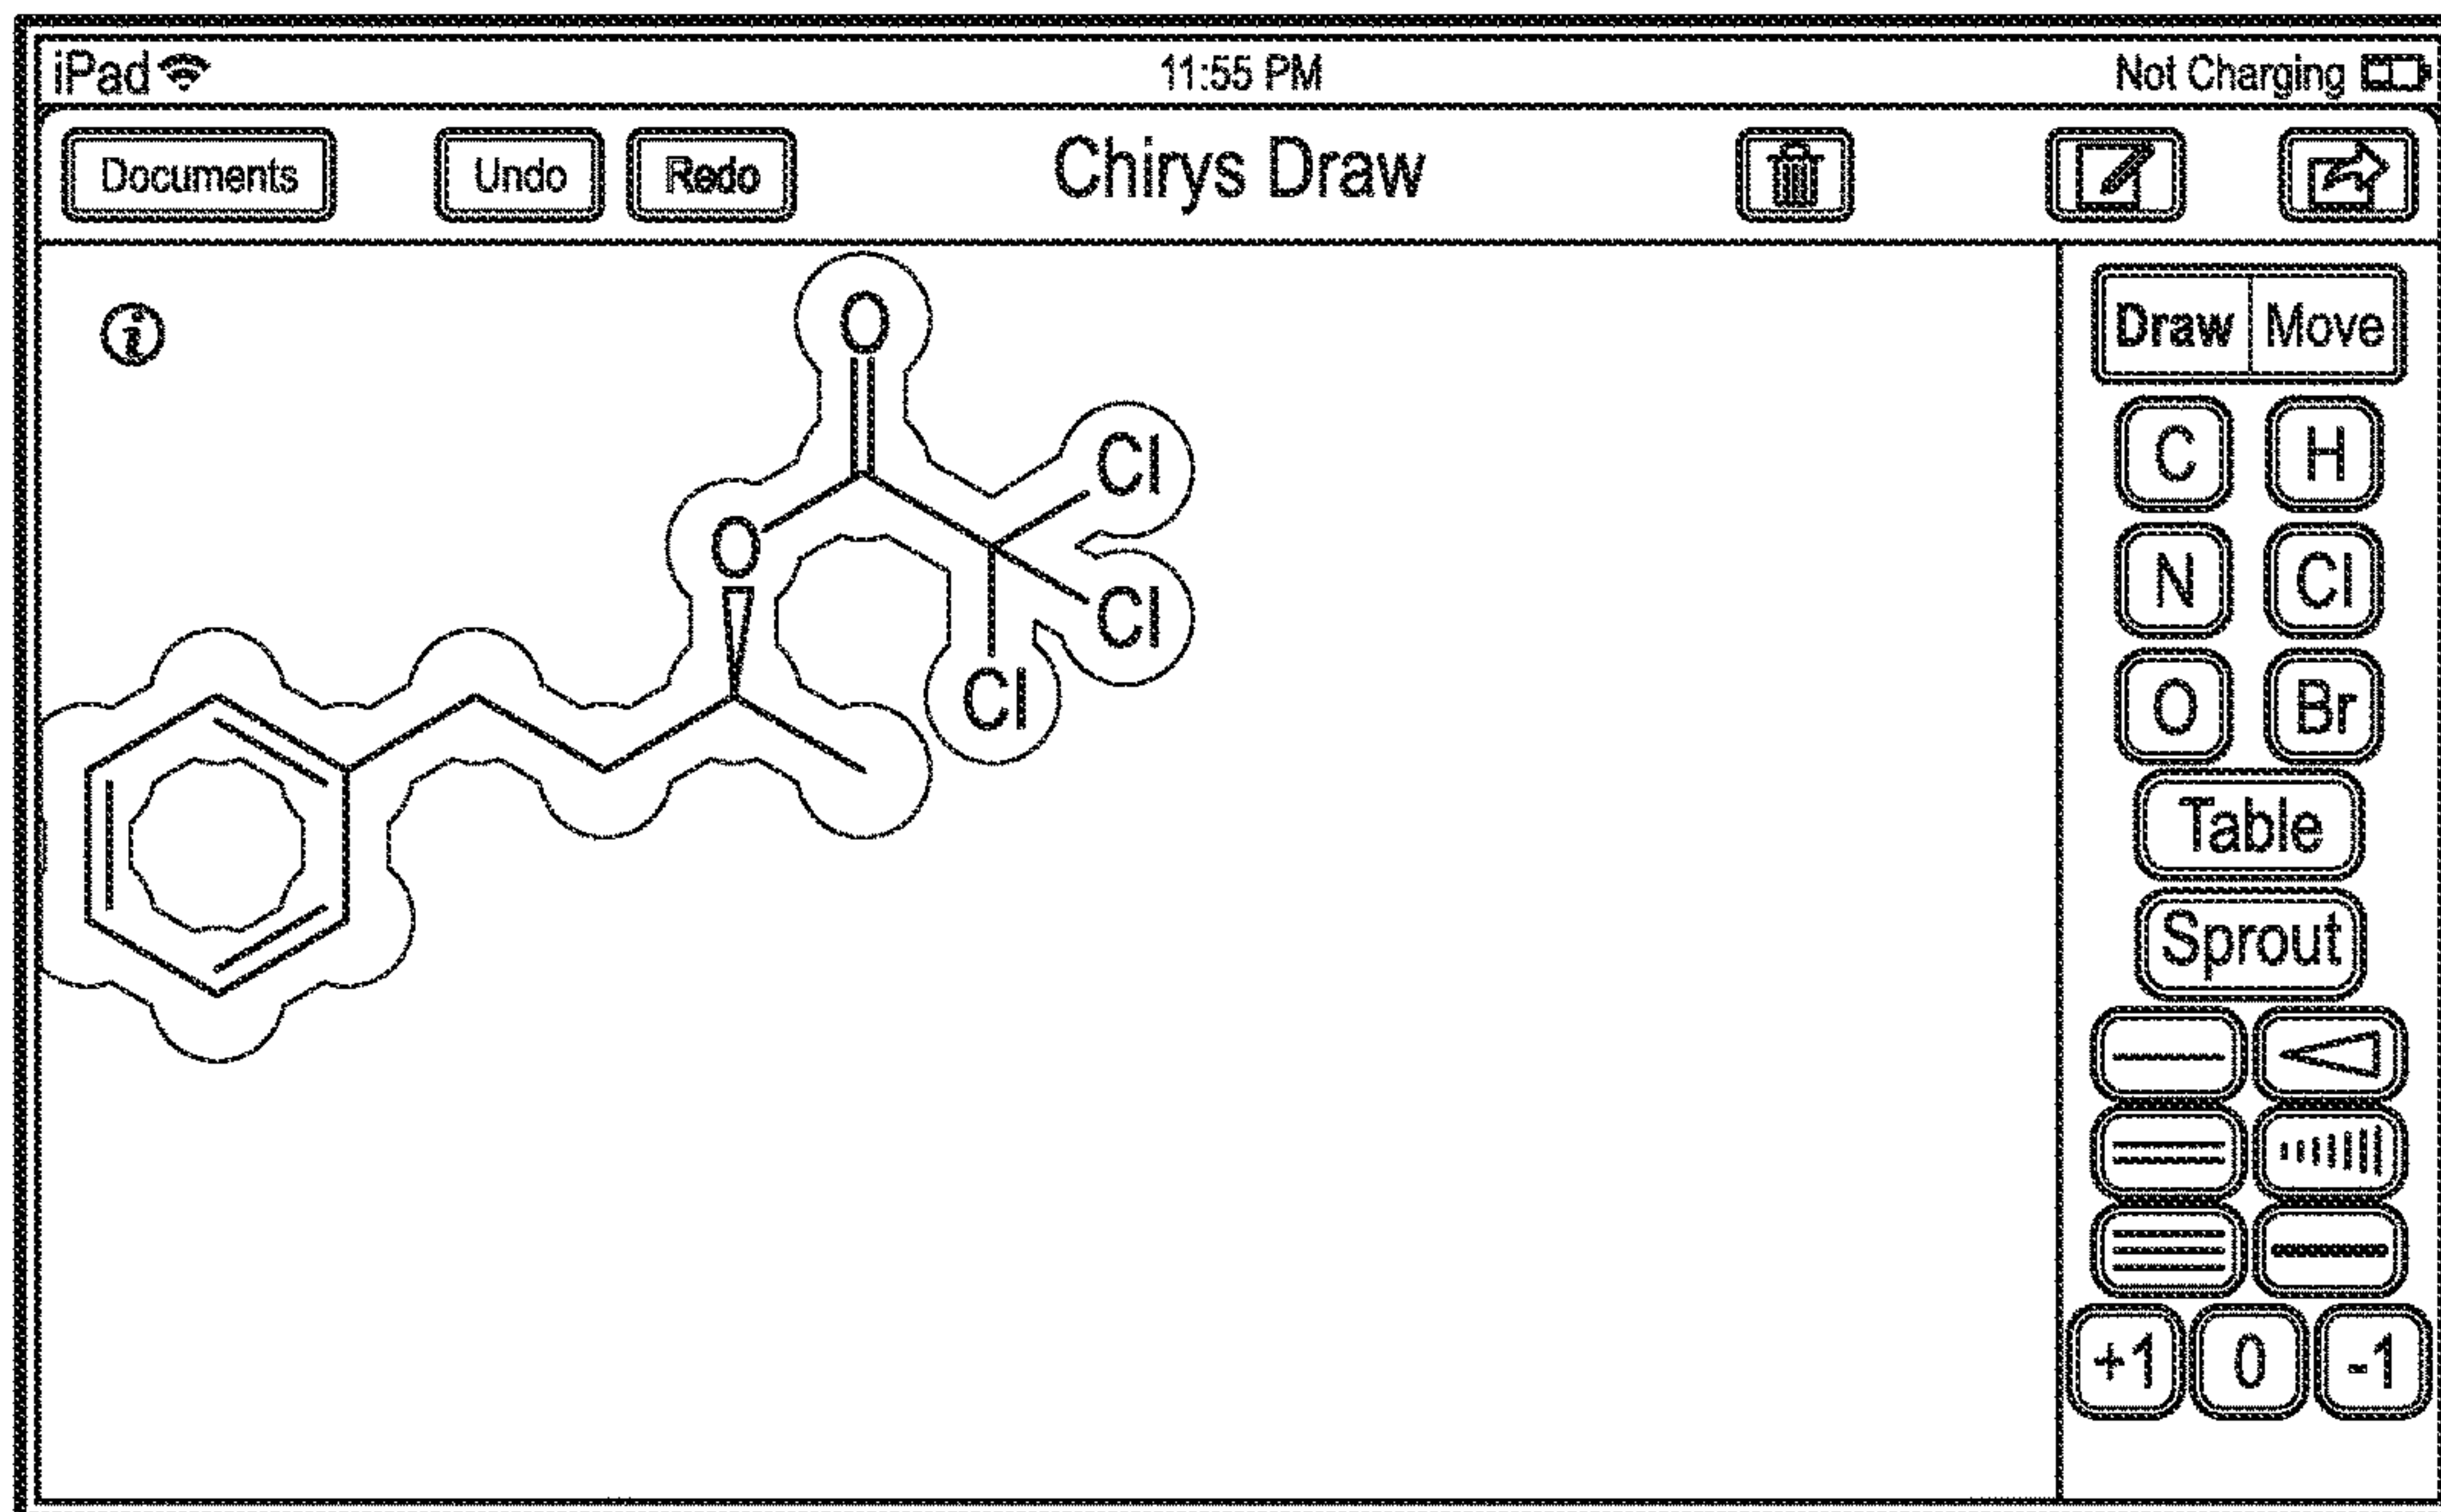 iPad 11:55 PM Not Charging
Documents Undo Redo Chirys Draw
i
O
Cl
O
Cl
Cl
Draw Move
C H
N Cl
O Br
Table
Sprout
+1 0 -1